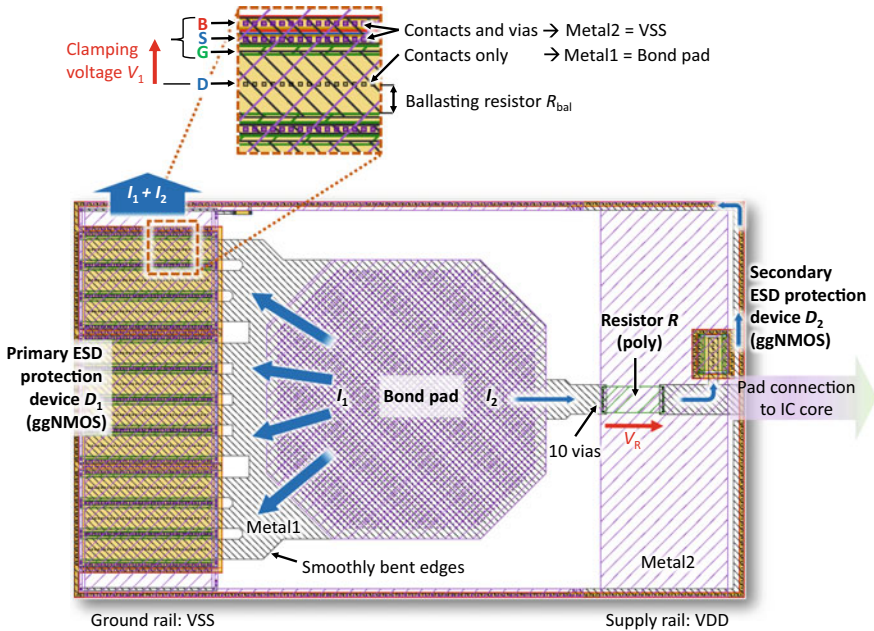 B
S
G
D
Clamping
voltage V1
Contacts and vias → Metal2 = VSS
Contacts only → Metal1 = Bond pad
Ballasting resistor Rbal
I1 + I2
Primary ESD
protection
device D1
(ggNMOS)
I1
Bond pad
I2
Resistor R
(poly)
Secondary
ESD protection
device D2
(ggNMOS)
Pad connection
to IC core
10 vias
VR
Metal1
Smoothly bent edges
Metal2
Ground rail: VSS
Supply rail: VDD